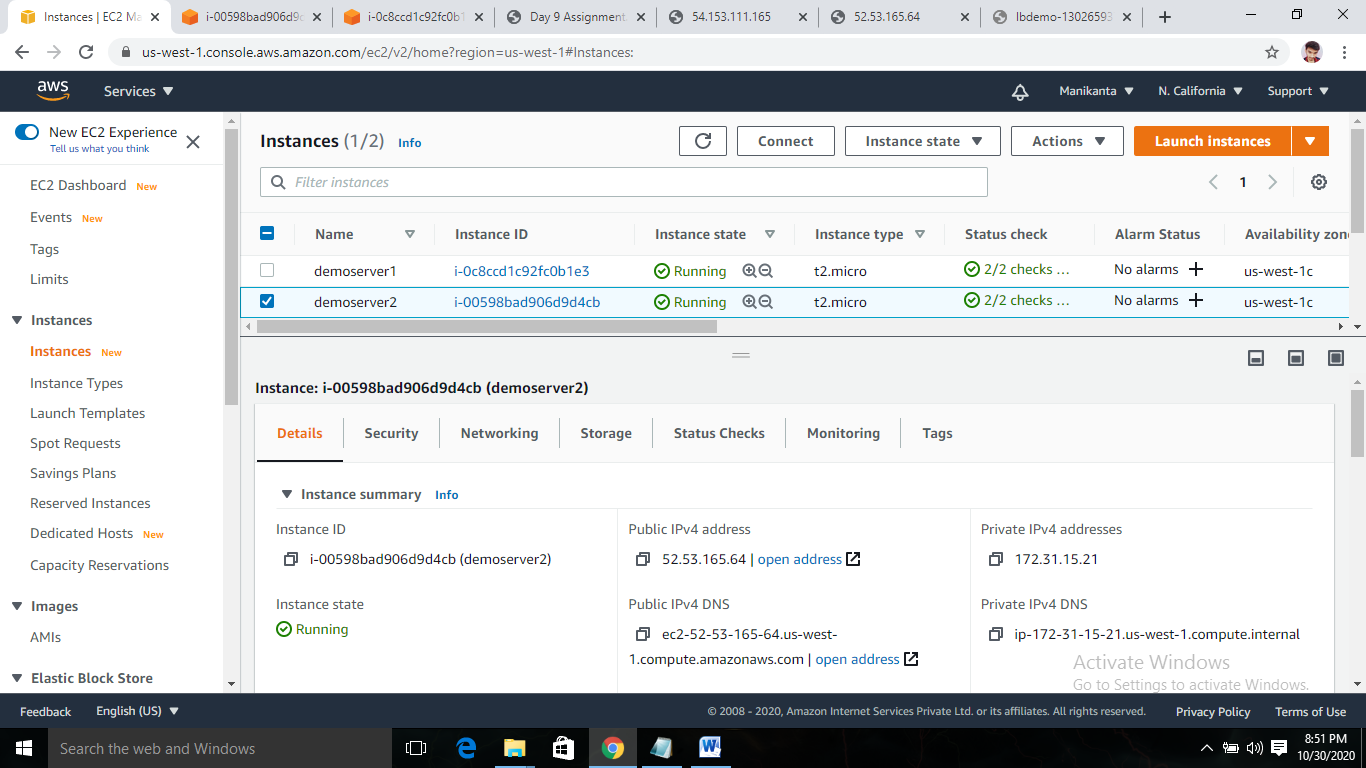 Instances | EC2 Ma
i-00598bad906d9d
i-0c8ccd1c92fc0b1
Day 9 Assignment.
54.153.111.165
52.53.165.64
lbdemo-13026593
us-west-1.console.aws.amazon.com/ec2/v2/home?region=us-west-1#Instances:
aws
Services
Manikanta
N. California
Support
New EC2 Experience
Tell us what you think
EC2 Dashboard New
Events New
Tags
Limits
Instances
Instances New
Instance Types
Launch Templates
Spot Requests
Savings Plans
Reserved Instances
Dedicated Hosts New
Capacity Reservations
Images
AMIs
Elastic Block Store
Instances (1/2) Info
Connect
Instance state
Actions
Launch instances
Filter instances
1
Name Instance ID Instance state Instance type Status check Alarm Status Availability zon
demoserver1 i-0c8ccd1c92fc0b1e3 Running t2.micro 2/2 checks ... No alarms us-west-1c
demoserver2 i-00598bad906d9d4cb Running t2.micro 2/2 checks ... No alarms us-west-1c
Instance: i-00598bad906d9d4cb (demoserver2)
Details Security Networking Storage Status Checks Monitoring Tags
Instance summary Info
Instance ID
i-00598bad906d9d4cb (demoserver2)
Instance state
Running
Public IPv4 address
52.53.165.64 | open address
Public IPv4 DNS
ec2-52-53-165-64.us-west-
1.compute.amazonaws.com | open address
Private IPv4 addresses
172.31.15.21
Private IPv4 DNS
ip-172-31-15-21.us-west-1.compute.internal
Activate Windows
Go to Settings to activate Windows.
Feedback
English (US)
© 2008 - 2020, Amazon Internet Services Private Ltd. or its affiliates. All rights reserved.
Privacy Policy
Terms of Use
Search the web and Windows
8:51 PM
10/30/2020